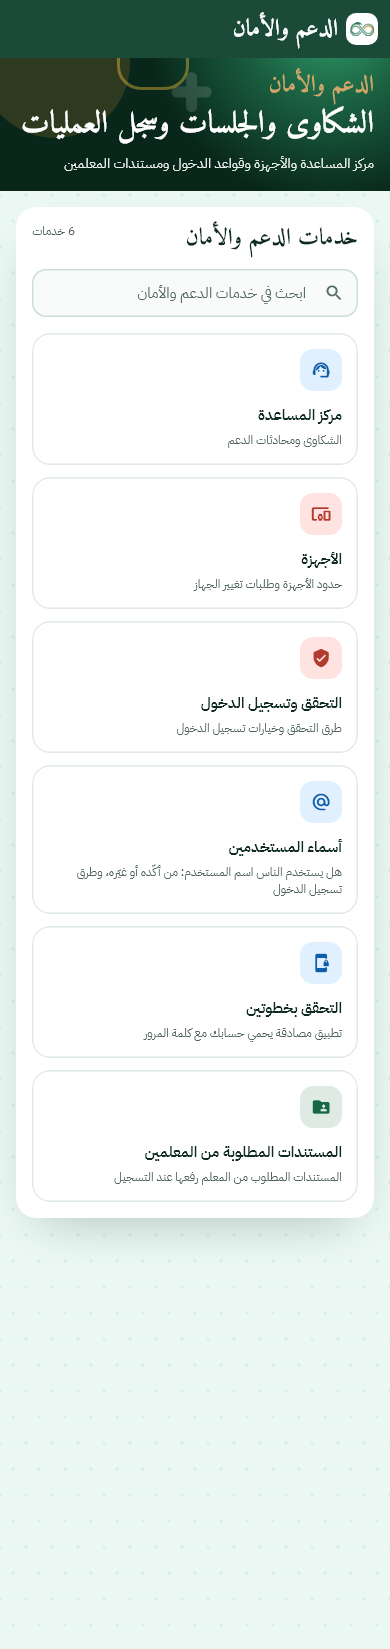 الدعم والأمان
الدعم والأمان
الشكاوى والجلسات وسجل العمليات
مركز المساعدة والأجهزة وقواعد الدخول ومستندات المعلمين
خدمات الدعم والأمان
6 خدمات
ابحث في خدمات الدعم والأمان
مركز المساعدة
الشكاوى ومحادثات الدعم
الأجهزة
حدود الأجهزة وطلبات تغيير الجهاز
التحقق وتسجيل الدخول
طرق التحقق وخيارات تسجيل الدخول
أسماء المستخدمين
هل يستخدم الناس اسم المستخدم: من أكّده أو غيّره، وطرق
تسجيل الدخول
التحقق بخطوتين
تطبيق مصادقة يحمي حسابك مع كلمة المرور
المستندات المطلوبة من المعلمين
المستندات المطلوب من المعلم رفعها عند التسجيل